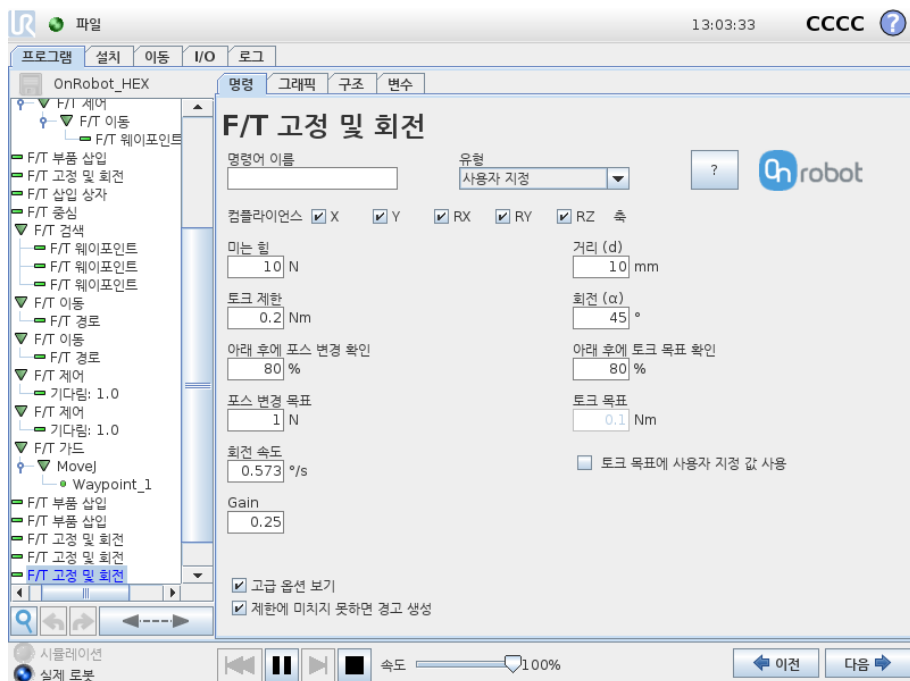 파일 13:03:33 CCCC ?
프로그램 설치 이동 I/O 로그
OnRobot_HEX
명령 그래픽 구조 변수
F/T 제어
F/T 이동
F/T 웨이포인트
F/T 부품 삽입
F/T 고정 및 회전
F/T 삽입 상자
F/T 중심
F/T 검색
F/T 웨이포인트
F/T 웨이포인트
F/T 웨이포인트
F/T 이동
F/T 경로
F/T 이동
F/T 경로
F/T 제어
기다림: 1.0
F/T 제어
기다림: 1.0
F/T 가드
MoveJ
Waypoint_1
F/T 부품 삽입
F/T 부품 삽입
F/T 고정 및 회전
F/T 고정 및 회전
F/T 고정 및 회전
F/T 고정 및 회전
명령어 이름 유형
사용자 지정
?
On robot
컴플라이언스 X Y RX RY RZ 축
미는 힘 거리 (d)
10 N 10 mm
토크 제한 회전 (α)
0.2 Nm 45 °
아래 후에 포스 변경 확인 아래 후에 토크 목표 확인
80 % 80 %
포스 변경 목표 토크 목표
1 N 0.1 Nm
회전 속도
0.573 °/s 토크 목표에 사용자 지정 값 사용
Gain
0.25
고급 옵션 보기
제한에 미치지 못하면 경고 생성
시뮬레이션
실제 로봇
속도 100% 이전 다음